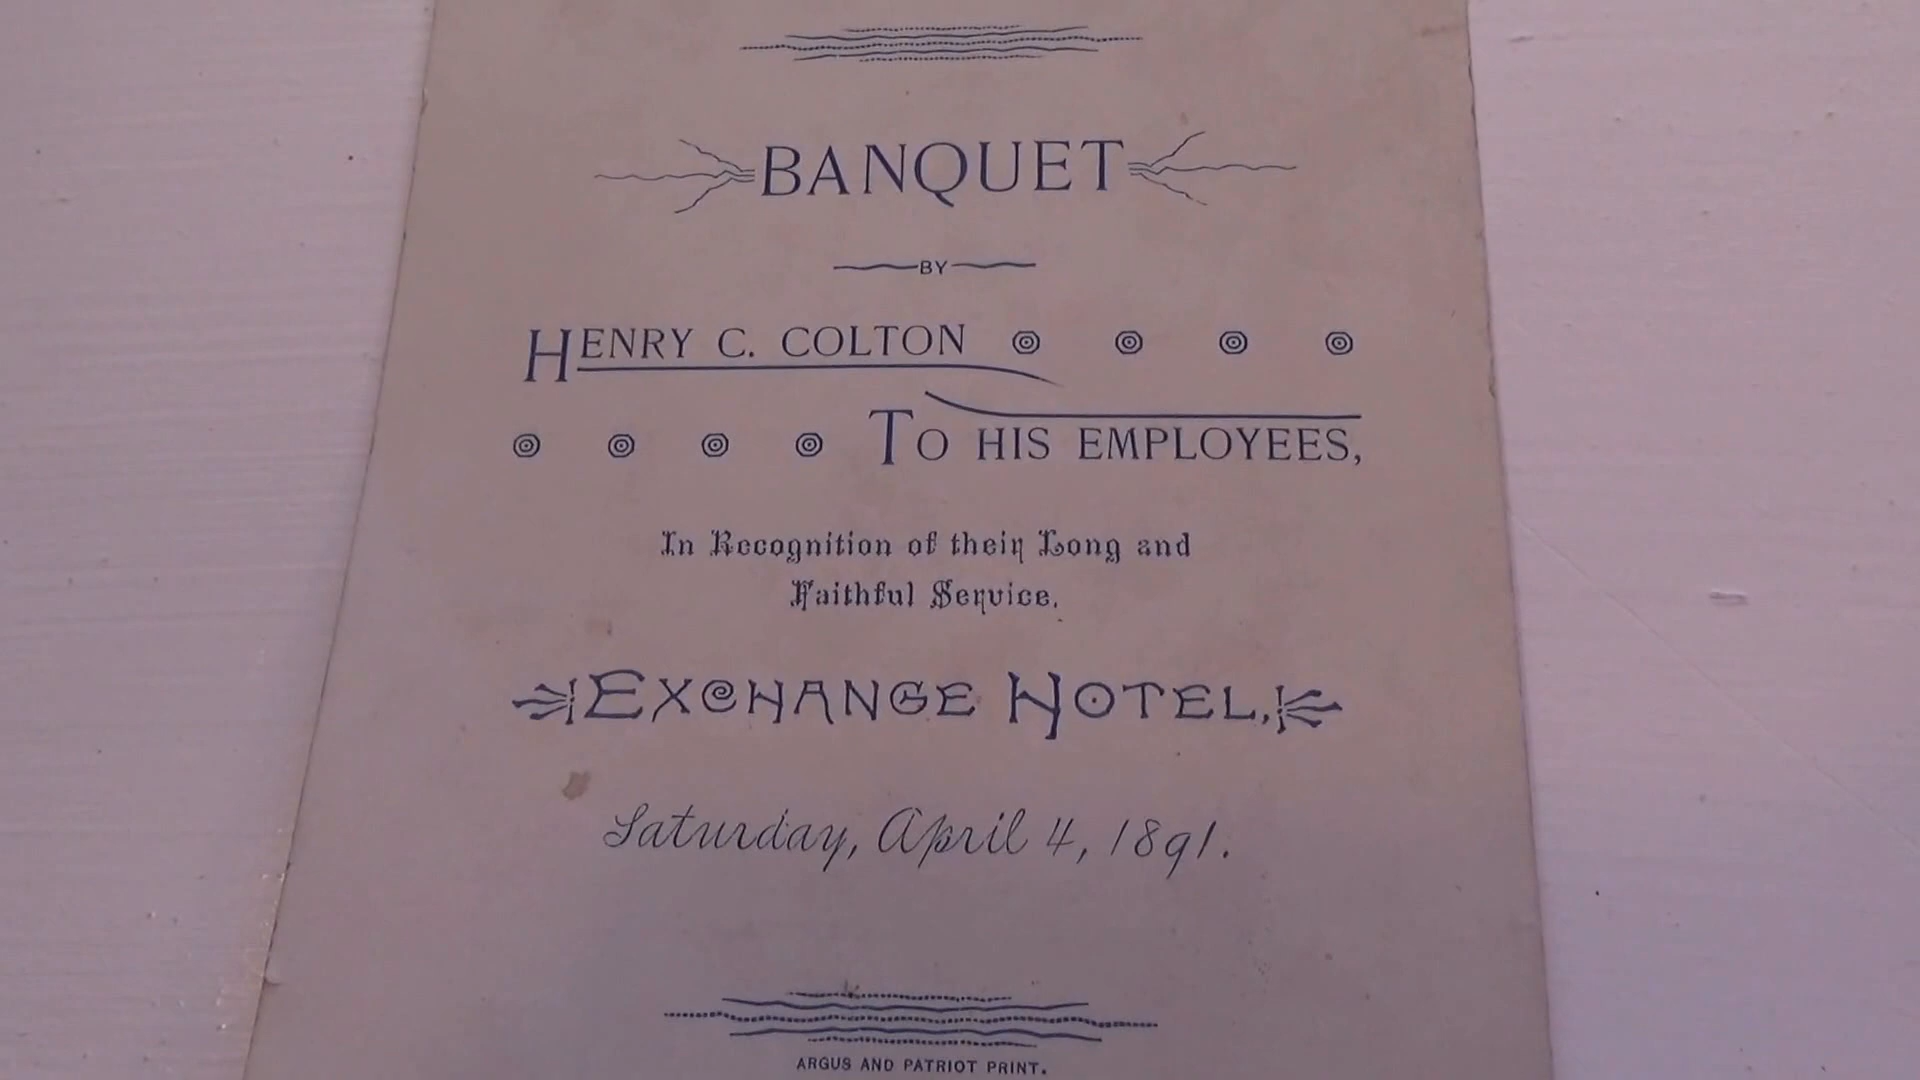 BANQUET
BY
HENRY C. COLTON
TO HIS EMPLOYEES,
In Recognition of their Long and
Faithful Service.
EXCHANGE HOTEL,
Saturday, April 4, 1891.
ARGUS AND PATRIOT PRINT.